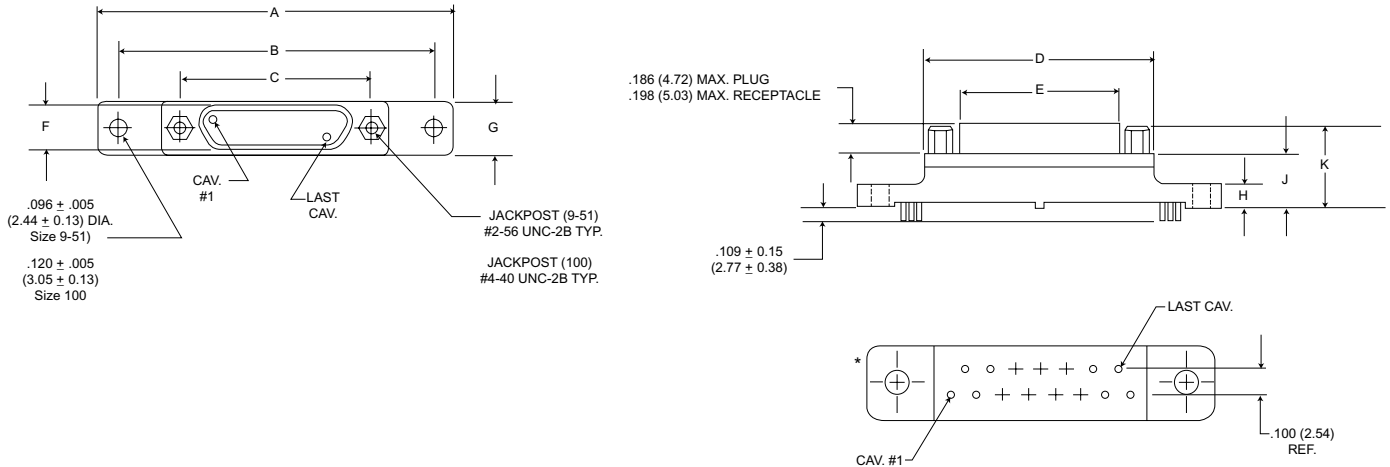 A
B
C
F
G
CAV.
#1
LAST
CAV.
.096 ± .005
(2.44 ± 0.13) DIA.
Size 9-51)
.120 ± .005
(3.05 ± 0.13)
Size 100
JACKPOST (9-51)
#2-56 UNC-2B TYP.
JACKPOST (100)
#4-40 UNC-2B TYP.
D
.186 (4.72) MAX. PLUG
.198 (5.03) MAX. RECEPTACLE
E
K
J
H
.109 ± 0.15
(2.77 ± 0.38)
LAST CAV.
*
.100 (2.54)
REF.
CAV. #1